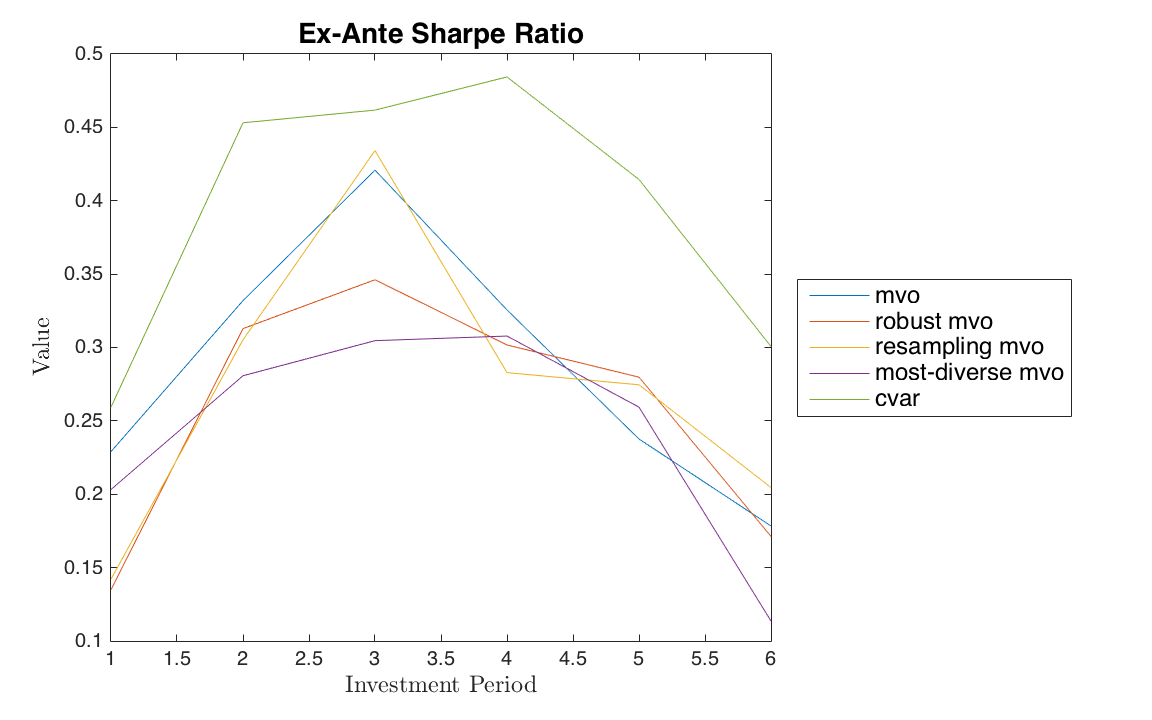 Ex-Ante Sharpe Ratio
0.5
0.45
0.4
0.35
0.3
0.25
0.2
0.15
0.1
Value
1 1.5 2 2.5 3 3.5 4 4.5 5 5.5 6
Investment Period
mvo
robust mvo
resampling mvo
most-diverse mvo
cvar